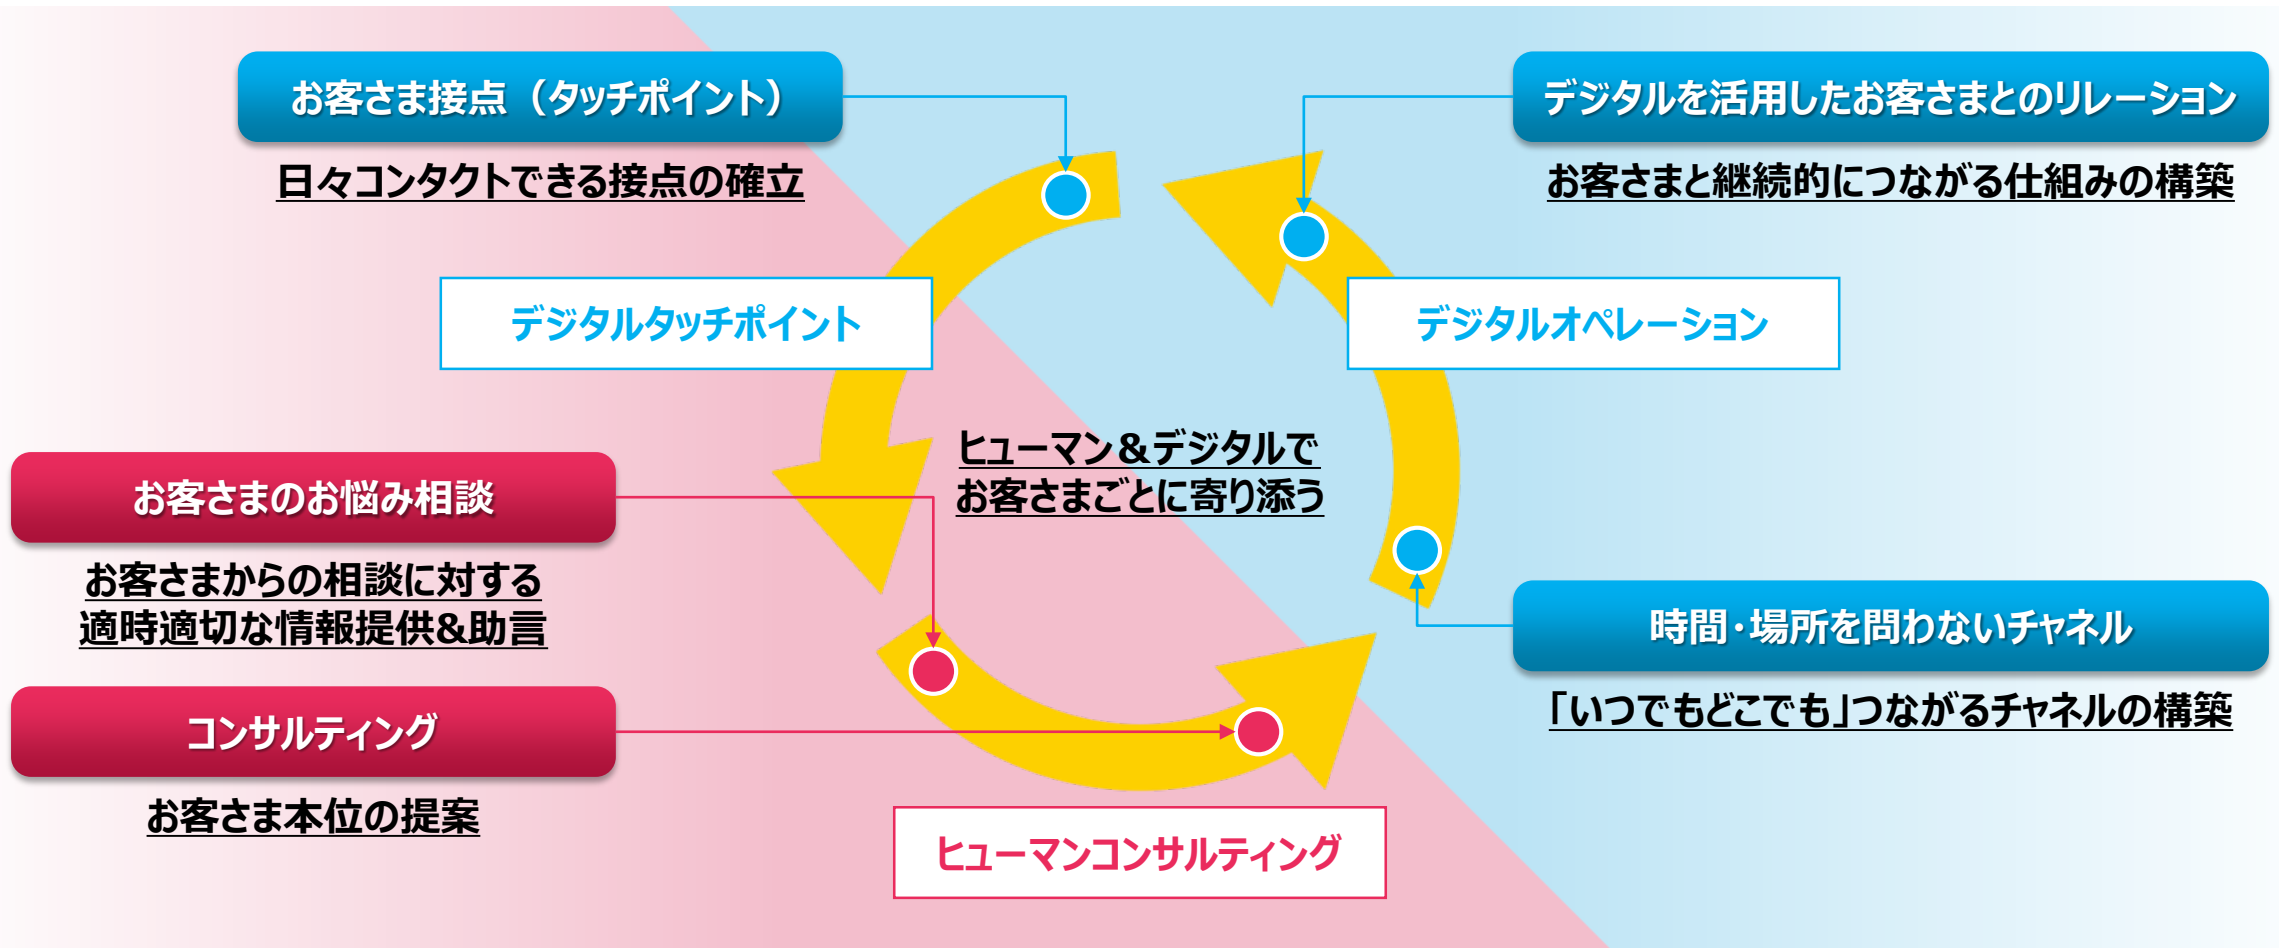 お客さま接点（タッチポイント）
日々コンタクトできる接点の確立
デジタルを活用したお客さまとのリレーション
お客さまと継続的につながる仕組みの構築
デジタルタッチポイント
デジタルオペレーション
ヒューマン＆デジタルで
お客さまごとに寄り添う
お客さまのお悩み相談
お客さまからの相談に対する
適時適切な情報提供&助言
時間・場所を問わないチャネル
「いつでもどこでも」つながるチャネルの構築
コンサルティング
お客さま本位の提案
ヒューマンコンサルティング